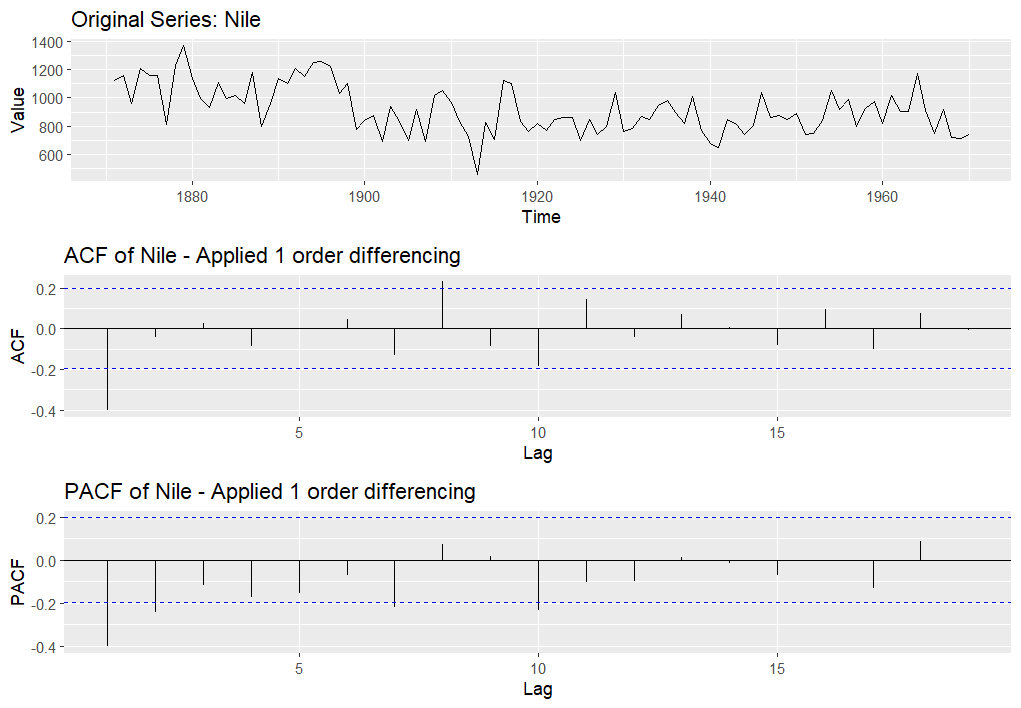 Original Series: Nile
1400
1200
1000
800
600
Value
1880 1900 1920 1940 1960
Time
ACF of Nile - Applied 1 order differencing
0.2
0.0
-0.2
-0.4
ACF
5 10 15
Lag
PACF of Nile - Applied 1 order differencing
0.2
0.0
-0.2
-0.4
PACF
5 10 15
Lag